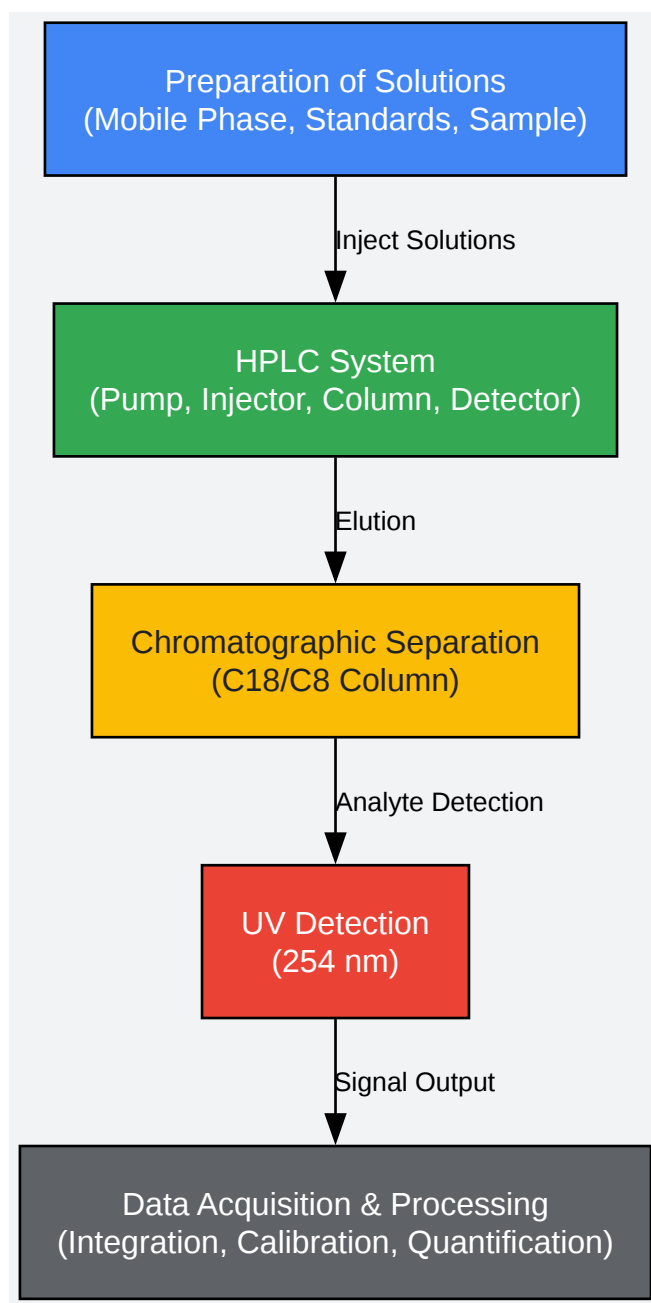 Preparation of Solutions
(Mobile Phase, Standards, Sample)
Inject Solutions
HPLC System
(Pump, Injector, Column, Detector)
Elution
Chromatographic Separation
(C18/C8 Column)
Analyte Detection
UV Detection
(254 nm)
Signal Output
Data Acquisition & Processing
(Integration, Calibration, Quantification)